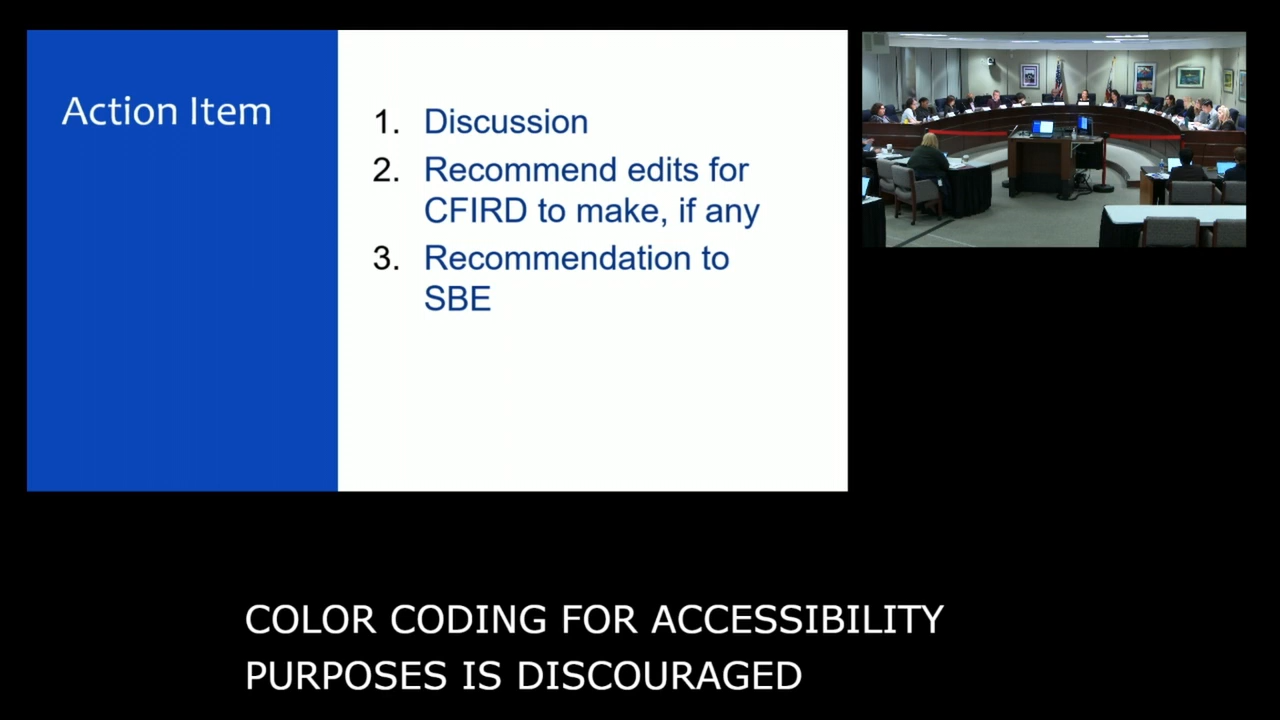 Action Item
1. Discussion
2. Recommend edits for
CFIRD to make, if any
3. Recommendation to
SBE
COLOR CODING FOR ACCESSIBILITY
PURPOSES IS DISCOURAGED